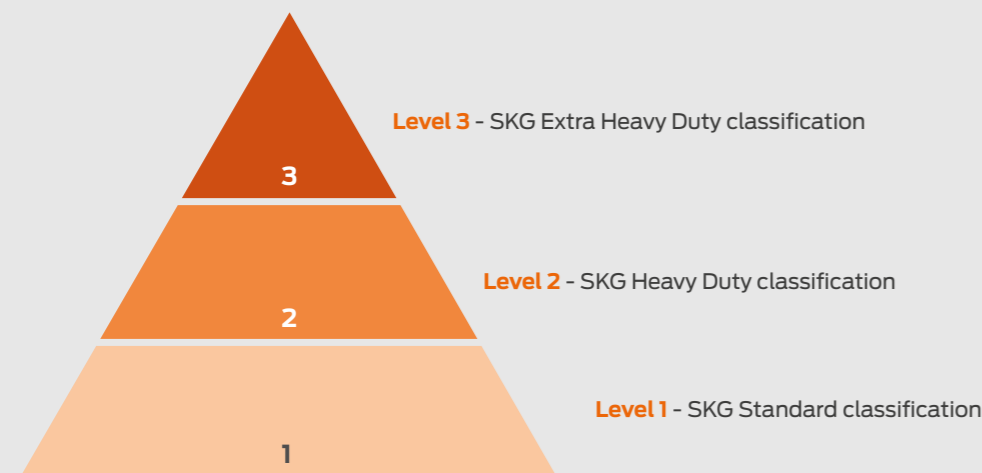 Level 3 - SKG Extra Heavy Duty classification
3
Level 2 - SKG Heavy Duty classification
2
Level 1 - SKG Standard classification
1